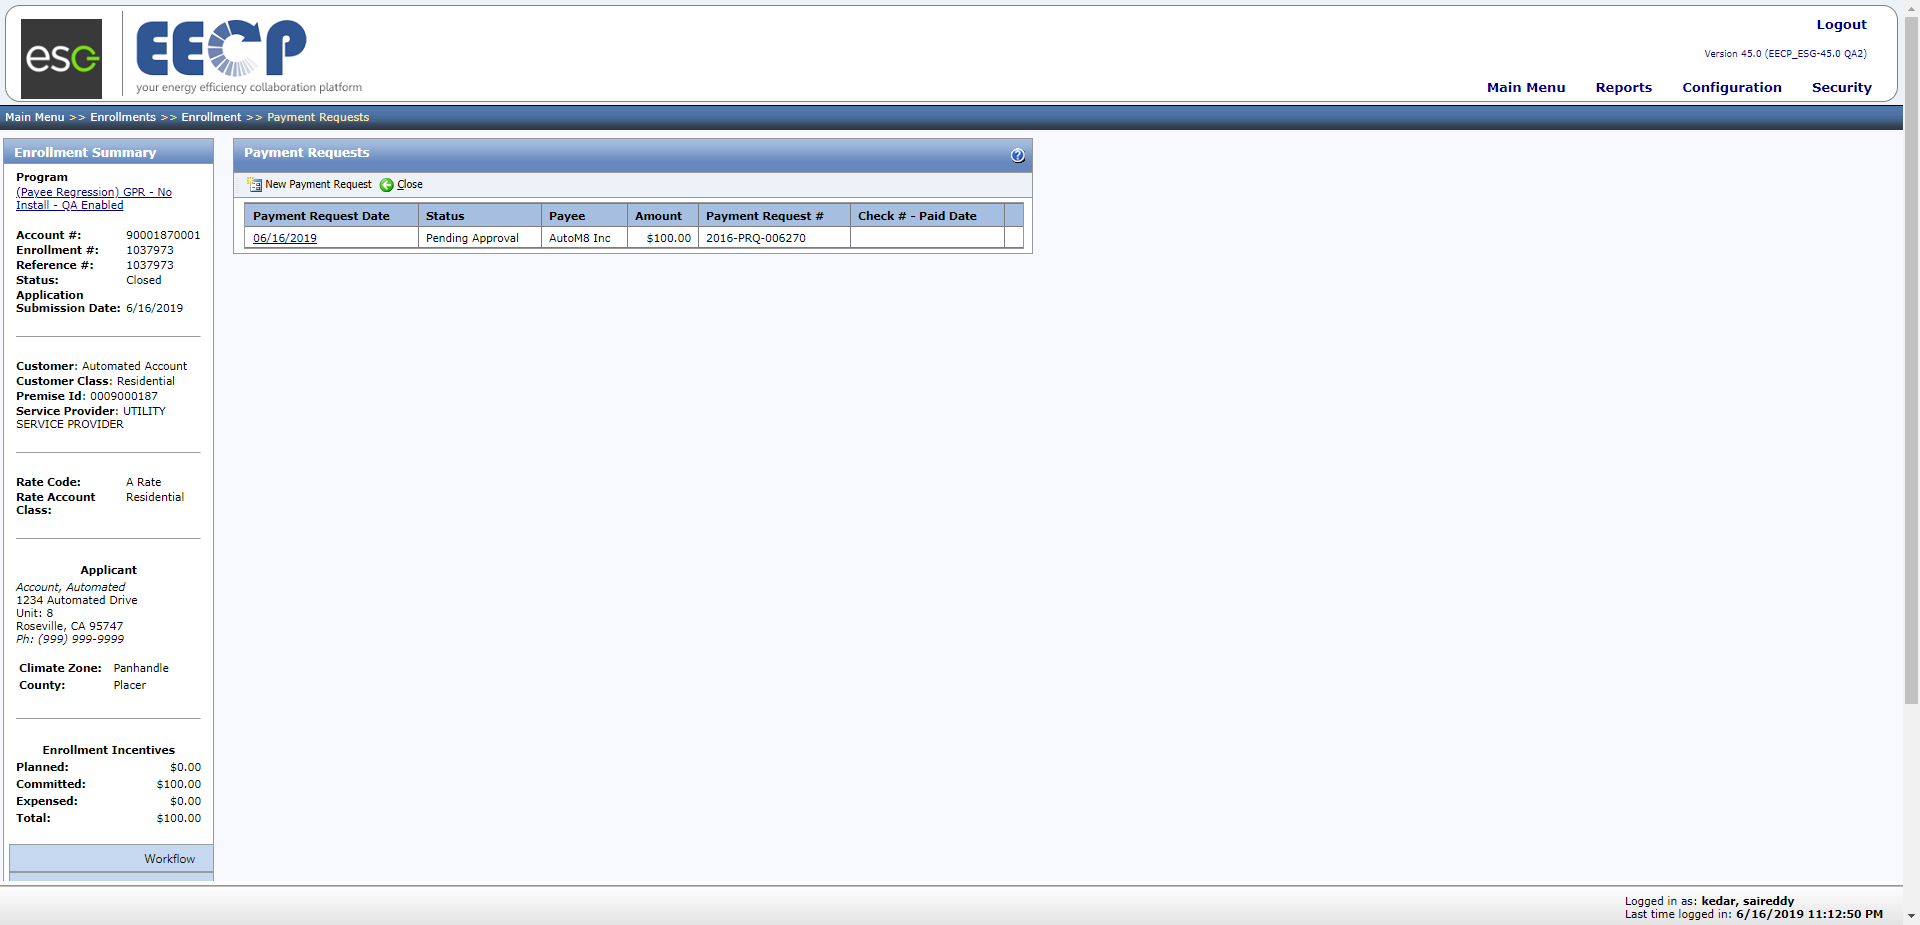 esg
EECP
your energy efficiency collaboration platform
Logout
Version 45.0 (EECP_ESG-45.0 QA2)
Main Menu Reports Configuration Security
Main Menu >> Enrollments >> Enrollment >> Payment Requests
Enrollment Summary
Program
(Payee Regression) GPR - No
Install - QA Enabled
Account #: 90001870001
Enrollment #: 1037973
Reference #: 1037973
Status: Closed
Application
Submission Date: 6/16/2019
Customer: Automated Account
Customer Class: Residential
Premise Id: 0009000187
Service Provider: UTILITY
SERVICE PROVIDER
Rate Code: A Rate
Rate Account Residential
Class:
Applicant
Account, Automated
1234 Automated Drive
Unit: 8
Roseville, CA 95747
Ph: (999) 999-9999
Climate Zone: Panhandle
County: Placer
Enrollment Incentives
Planned: $0.00
Committed: $100.00
Expensed: $0.00
Total: $100.00
Workflow
Payment Requests
?
New Payment Request Close
Payment Request Date Status Payee Amount Payment Request # Check # - Paid Date
06/16/2019 Pending Approval AutoM8 Inc $100.00 2016-PRQ-006270
Logged in as: kedar, saireddy
Last time logged in: 6/16/2019 11:12:50 PM